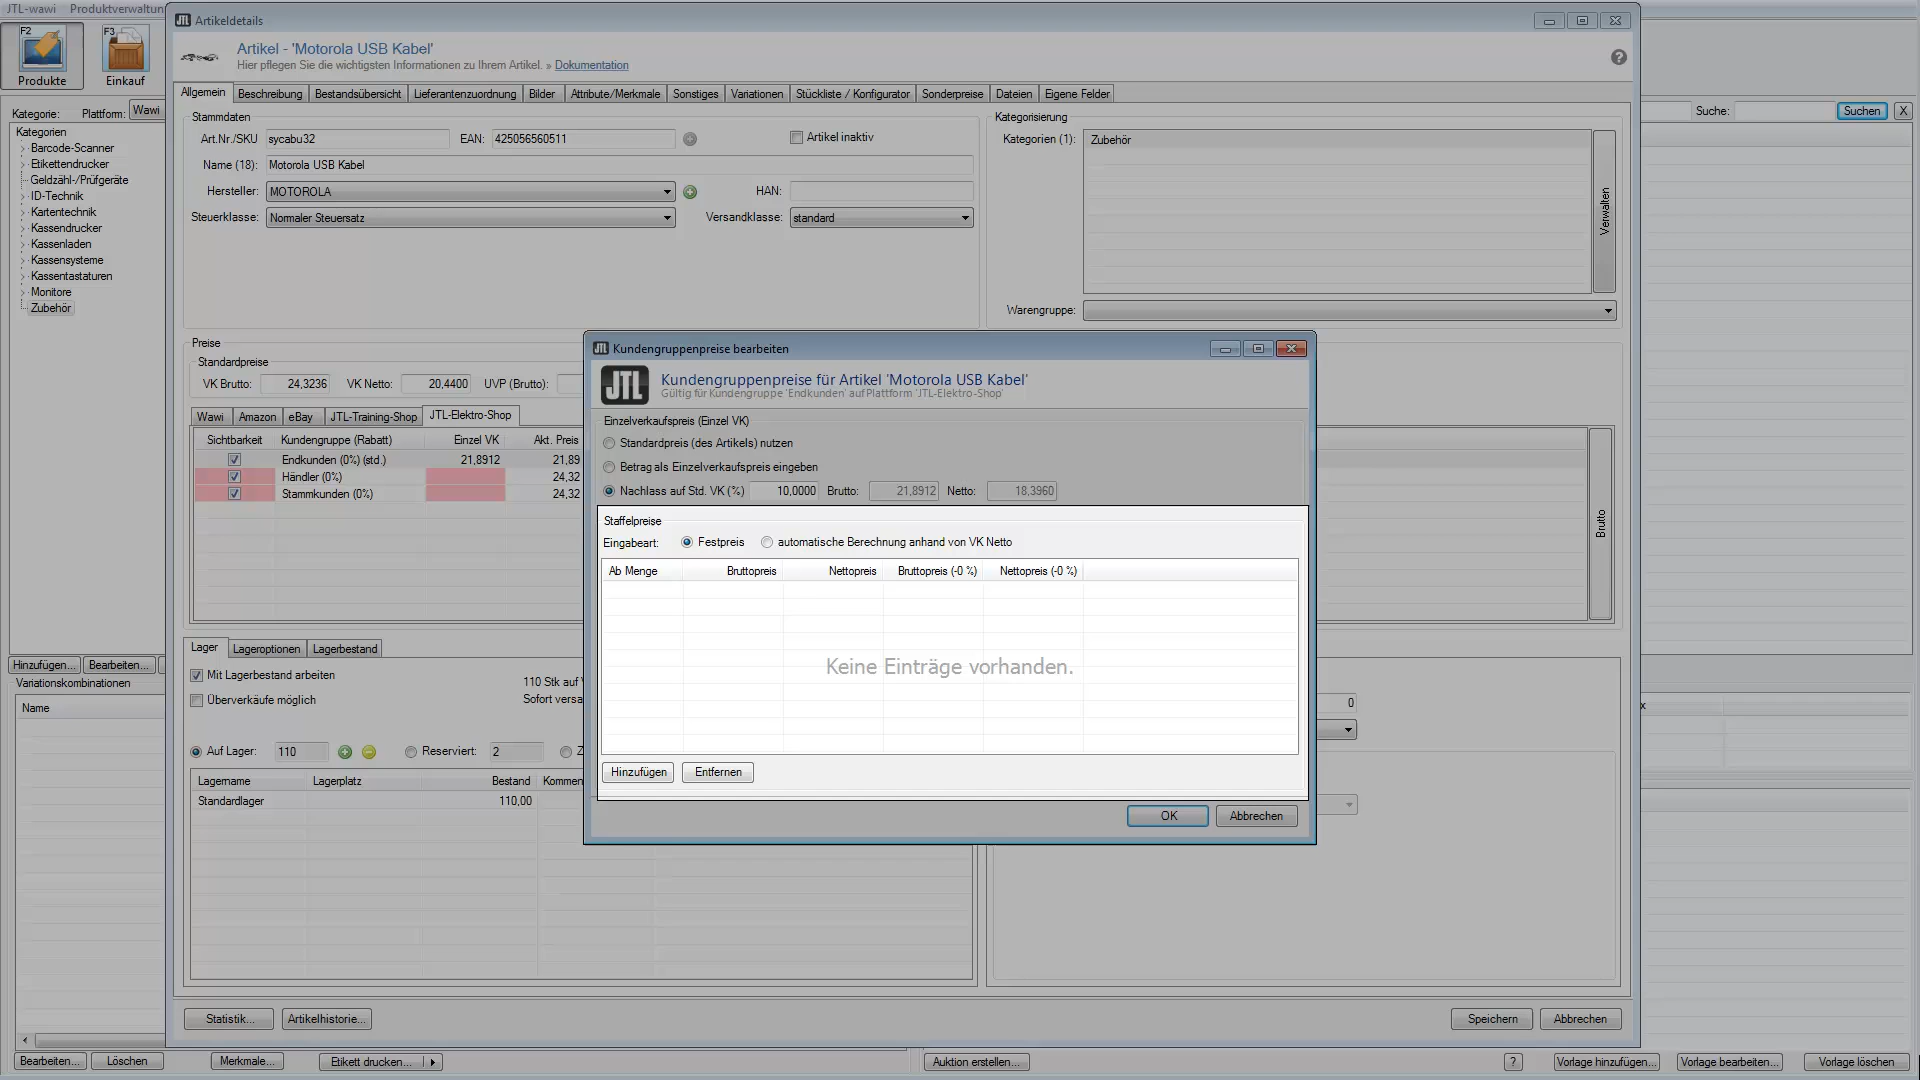 JTL-wawi Produktverwaltun
F2
Produkte
F3
Einkauf
Kategorie: Plattform: Wawi
Kategorien
Barcode-Scanner
Etikettendrucker
Geldzähl-/Prüfgeräte
ID-Technik
Kartentechnik
Kassendrucker
Kassenladen
Kassensysteme
Kassentastaturen
Monitore
Zubehör
Hinzufügen... Bearbeiten...
Variationskombinationen
Name
Bearbeiten... Löschen Merkmale... Etikett drucken...
JTL Artikeldetails
Artikel - 'Motorola USB Kabel'
Hier pflegen Sie die wichtigsten Informationen zu Ihrem Artikel. » Dokumentation
Allgemein Beschreibung Bestandsübersicht Lieferantenzuordnung Bilder Attribute/Merkmale Sonstiges Variationen Stückliste / Konfigurator Sonderpreise Dateien Eigene Felder
Stammdaten
Art.Nr./SKU sycabu32 EAN: 425056560511 Artikel inaktiv
Name (18): Motorola USB Kabel
Hersteller: MOTOROLA HAN:
Steuerklasse: Normaler Steuersatz Versandklasse: standard
Kategorisierung
Kategorien (1): Zubehör
Verwalten
Warengruppe:
Preise
Standardpreise
VK Brutto: 24,3236 VK Netto: 20,4400 UVP (Brutto):
Wawi Amazon eBay JTL-Training-Shop JTL-Elektro-Shop
Sichtbarkeit Kundengruppe (Rabatt) Einzel VK Akt. Preis
Endkunden (0%) (std.) 21,8912 21,89
Händler (0%) 24,32
Stammkunden (0%) 24,32
Brutto
Lager Lageroptionen Lagerbestand
Mit Lagerbestand arbeiten 110 Stk auf
Überverkäufe möglich Sofort versa
Auf Lager: 110 Reserviert: 2 Z
Lagername Lagerplatz Bestand Kommen
Standardlager 110,00
0
Statistik... Artikelhistorie... Speichern Abbrechen
JTL Kundengruppenpreise bearbeiten
JTL Kundengruppenpreise für Artikel 'Motorola USB Kabel'
Gültig für Kundengruppe 'Endkunden' auf Plattform 'JTL-Elektro-Shop'
Einzelverkaufspreis (Einzel VK)
Standardpreis (des Artikels) nutzen
Betrag als Einzelverkaufspreis eingeben
Nachlass auf Std. VK (%) 10,0000 Brutto: 21,8912 Netto: 18,3960
Staffelpreise
Eingabeart: Festpreis automatische Berechnung anhand von VK Netto
Ab Menge Bruttopreis Nettopreis Bruttopreis (-0 %) Nettopreis (-0 %)
Keine Einträge vorhanden.
Hinzufügen Entfernen
OK Abbrechen
Suche: Suchen X
x
Auktion erstellen... ? Vorlage hinzufügen... Vorlage bearbeiten... Vorlage löschen